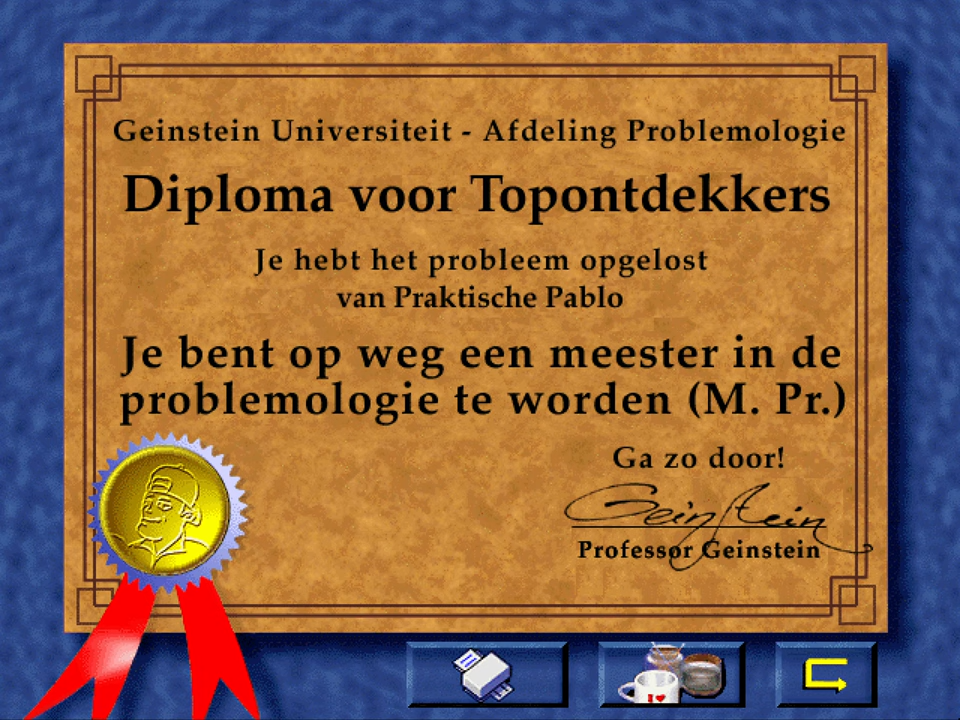 Geinstein Universiteit - Afdeling Problemologie
Diploma voor Topontdekkers
Je hebt het probleem opgelost
van Praktische Pablo
Je bent op weg een meester in de
problemologie te worden (M. Pr.)
Ga zo door!
Geinstein
Professor Geinstein
I ♥